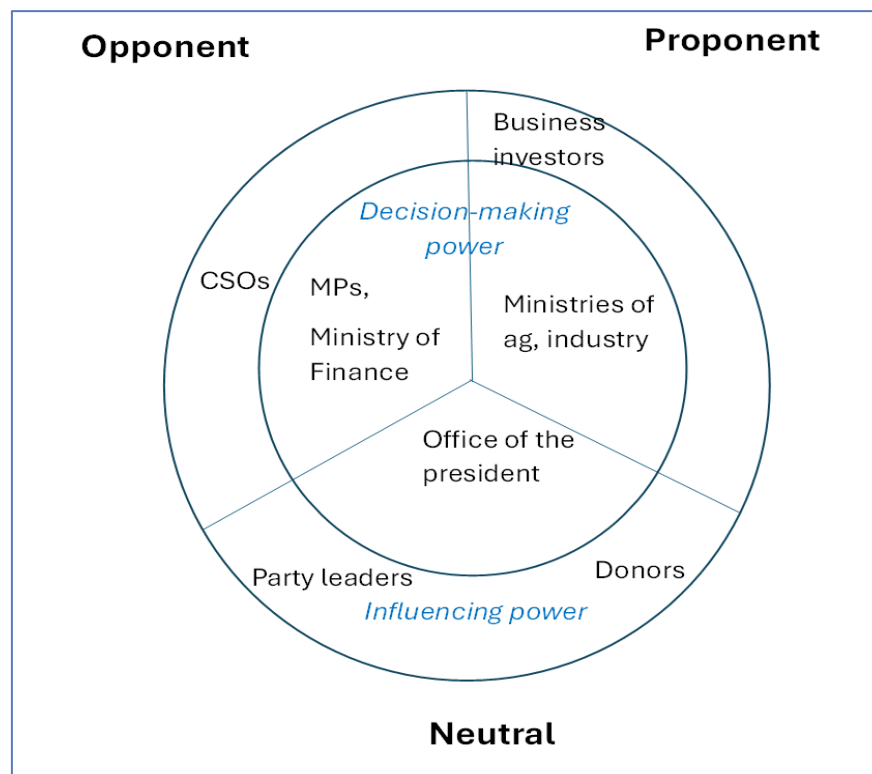 Opponent
Proponent
Business
investors
Decision-making
power
CSOs
MPs,
Ministry of
Finance
Ministries of
ag, industry
Office of the
president
Party leaders
Donors
Influencing power
Neutral